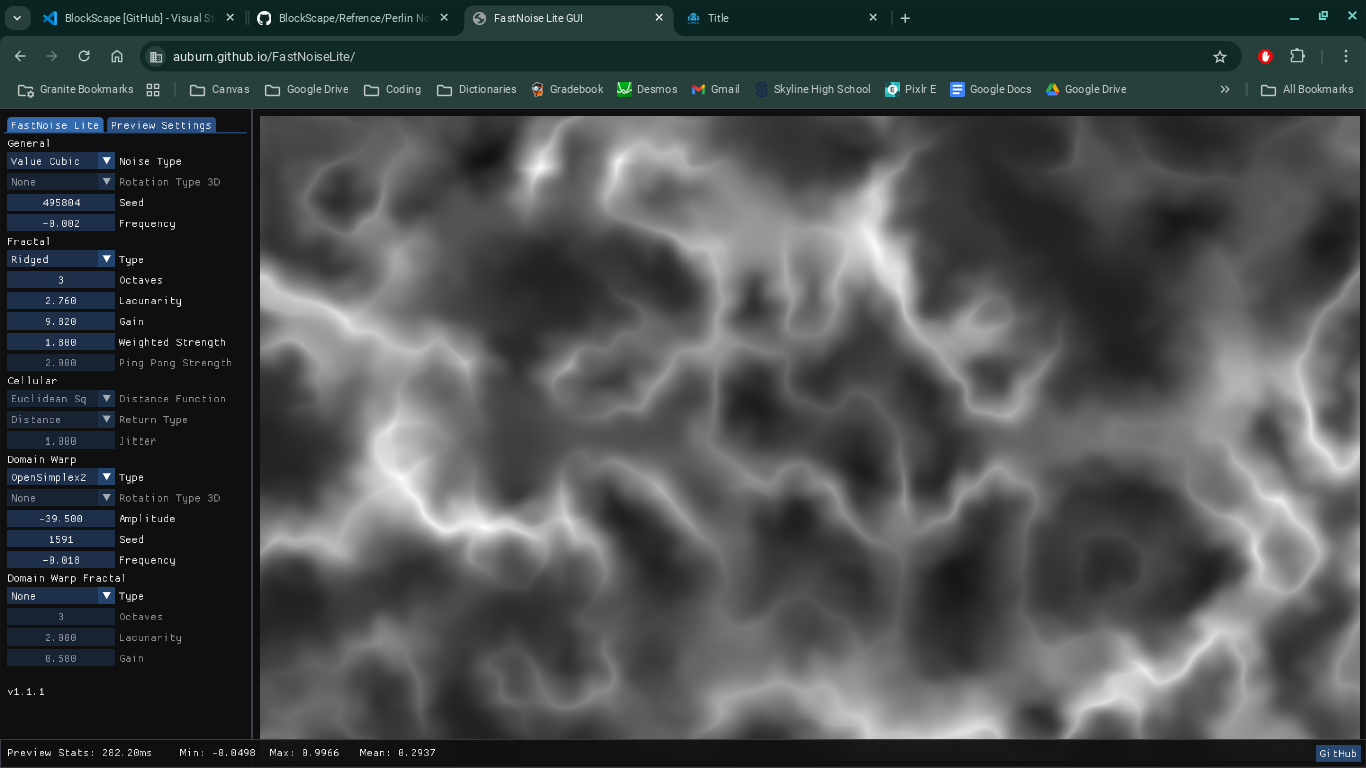 BlockScape [GitHub] - Visual St
BlockScape/Refrence/Perlin No
FastNoise Lite GUI
Title
auburn.github.io/FastNoiseLite/
Granite Bookmarks
Canvas
Google Drive
Coding
Dictionaries
Gradebook
Desmos
Gmail
Skyline High School
Pixlr E
Google Docs
Google Drive
All Bookmarks
FastNoise Lite
Preview Settings
General
Value Cubic Noise Type
None Rotation Type 3D
495804 Seed
-0.002 Frequency
Fractal
Ridged Type
3 Octaves
2.760 Lacunarity
9.820 Gain
1.800 Weighted Strength
2.000 Ping Pong Strength
Cellular
Euclidean Sq Distance Function
Distance Return Type
1.000 Jitter
Domain Warp
OpenSimplex2 Type
None Rotation Type 3D
-39.500 Amplitude
1591 Seed
-0.018 Frequency
Domain Warp Fractal
None Type
3 Octaves
2.000 Lacunarity
0.500 Gain
v1.1.1
Preview Stats: 282.20ms Min: -0.0498 Max: 0.9966 Mean: 0.2937
GitHub